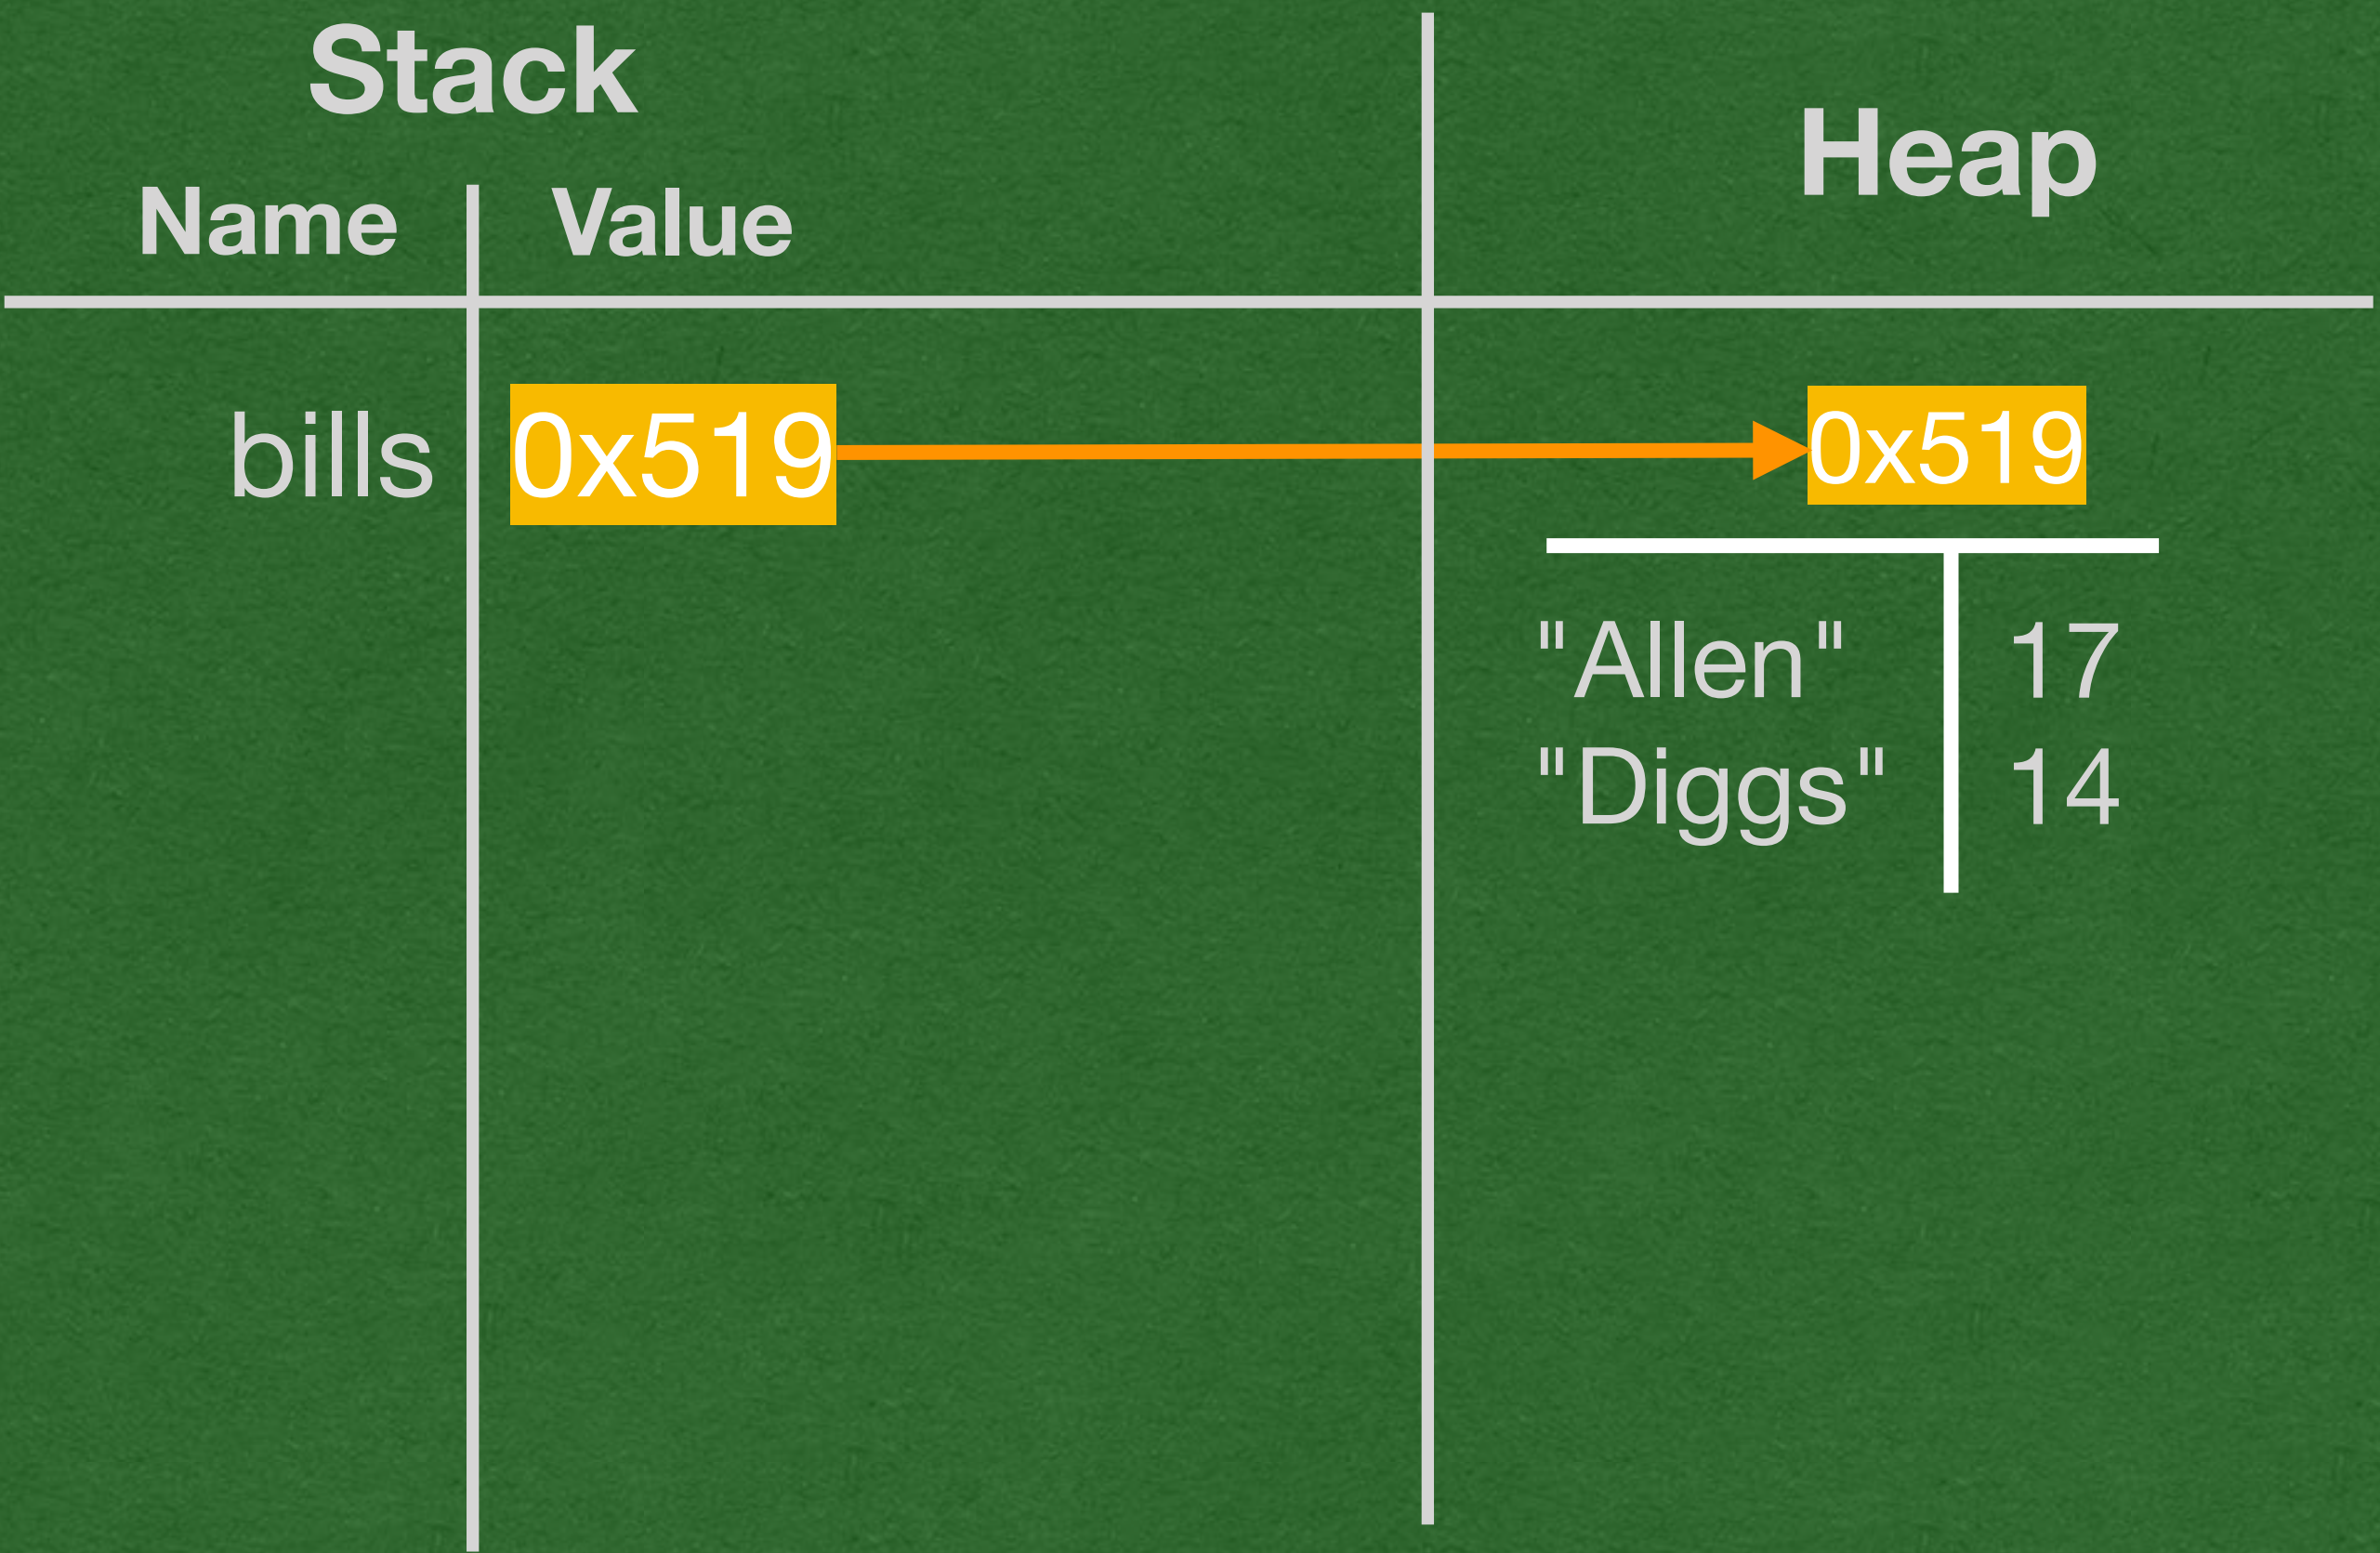 Stack
Heap
Name Value
bills 0x519 0x519
"Allen" 17
"Diggs" 14